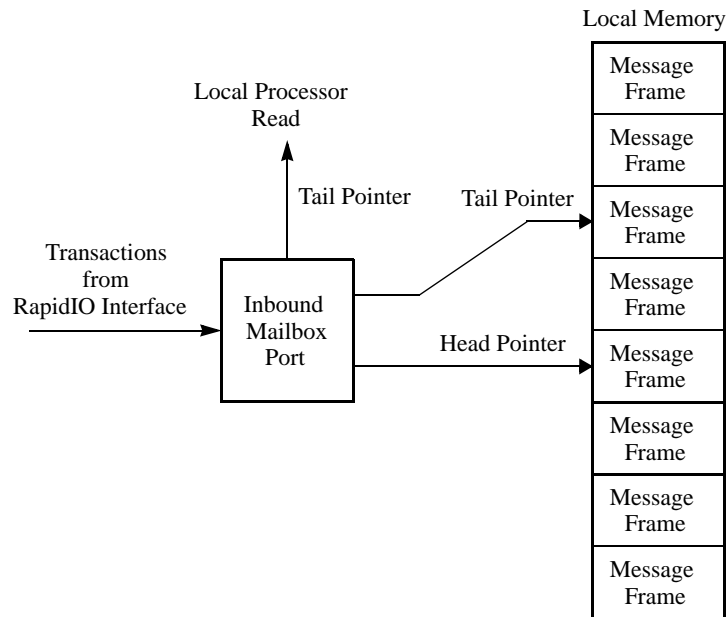 Local Memory
Message
Frame
Message
Frame
Message
Frame
Message
Frame
Message
Frame
Message
Frame
Message
Frame
Message
Frame
Local Processor
Read
Tail Pointer
Tail Pointer
Transactions
from
RapidIO Interface
Inbound
Mailbox
Port
Head Pointer